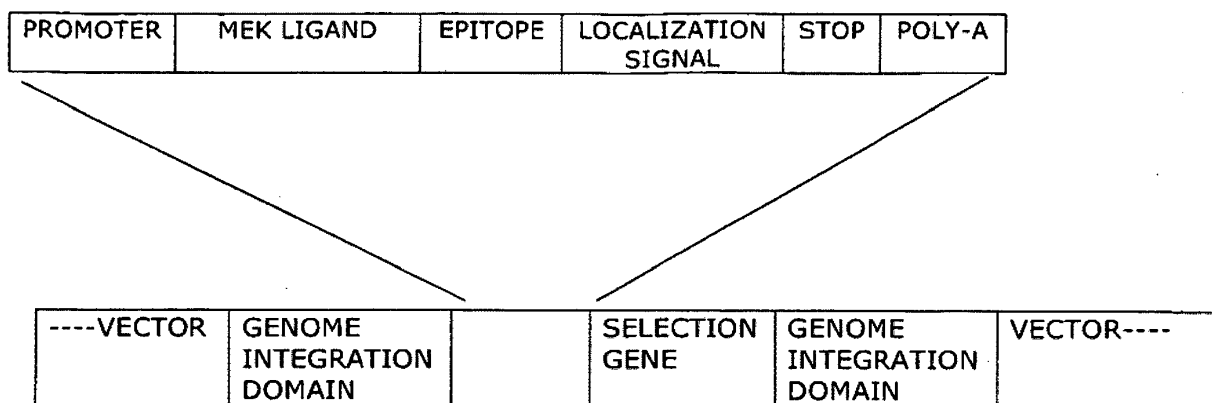 PROMOTER MEK LIGAND EPITOPE LOCALIZATION STOP POLY-A
SIGNAL
----VECTOR GENOME SELECTION GENOME VECTOR----
INTEGRATION GENE INTEGRATION
DOMAIN DOMAIN